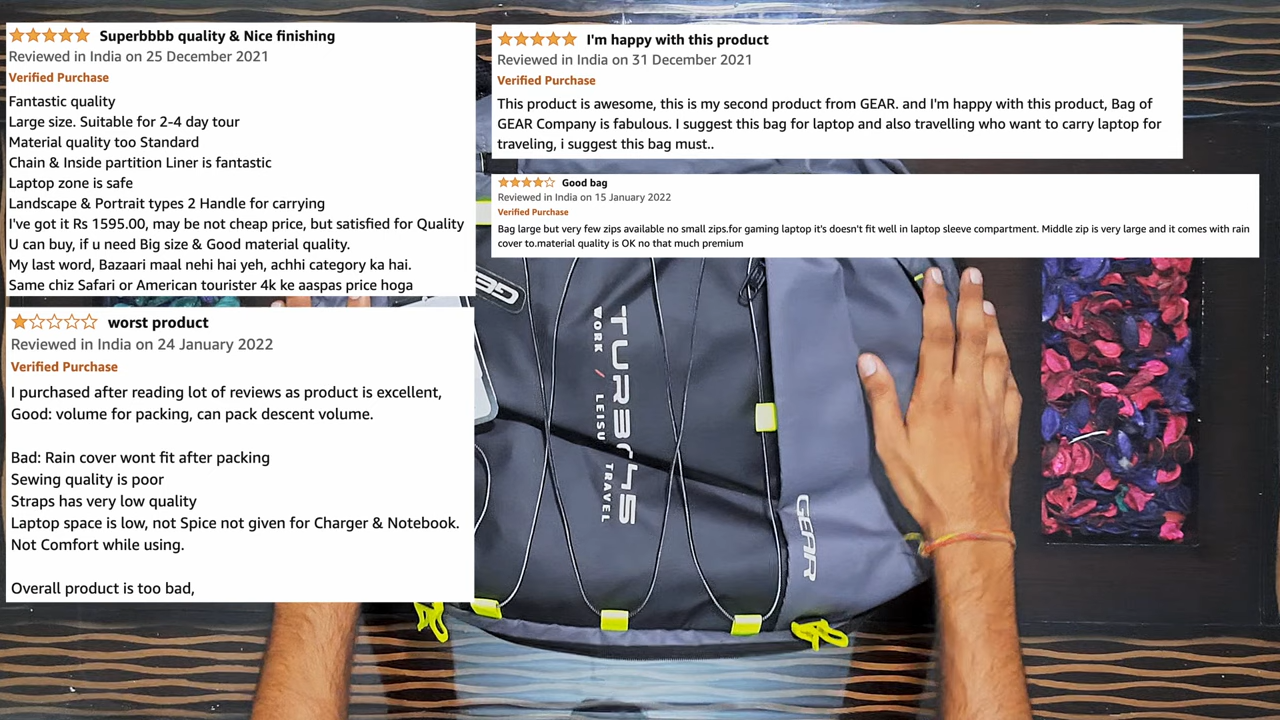 Superbbbb quality & Nice finishing
Reviewed in India on 25 December 2021
Verified Purchase
Fantastic quality
Large size. Suitable for 2-4 day tour
Material quality too Standard
Chain & Inside partition Liner is fantastic
Laptop zone is safe
Landscape & Portrait types 2 Handle for carrying
I've got it Rs 1595.00, may be not cheap price, but satisfied for Quality
U can buy, if u need Big size & Good material quality.
My last word, Bazaari maal nehi hai yeh, achhi category ka hai.
Same chiz Safari or American tourister 4k ke aaspas price hoga
I'm happy with this product
Reviewed in India on 31 December 2021
Verified Purchase
This product is awesome, this is my second product from GEAR. and I'm happy with this product, Bag of
GEAR Company is fabulous. I suggest this bag for laptop and also travelling who want to carry laptop for
traveling, i suggest this bag must..
Good bag
Reviewed in India on 15 January 2022
Verified Purchase
Bag large but very few zips available no small zips.for gaming laptop it's doesn't fit well in laptop sleeve compartment. Middle zip is very large and it comes with rain
cover to.material quality is OK no that much premium
worst product
Reviewed in India on 24 January 2022
Verified Purchase
I purchased after reading lot of reviews as product is excellent,
Good: volume for packing, can pack descent volume.
Bad: Rain cover wont fit after packing
Sewing quality is poor
Straps has very low quality
Laptop space is low, not Spice not given for Charger & Notebook.
Not Comfort while using.
Overall product is too bad,
WORK / LEISU
TRAVEL
GEAR